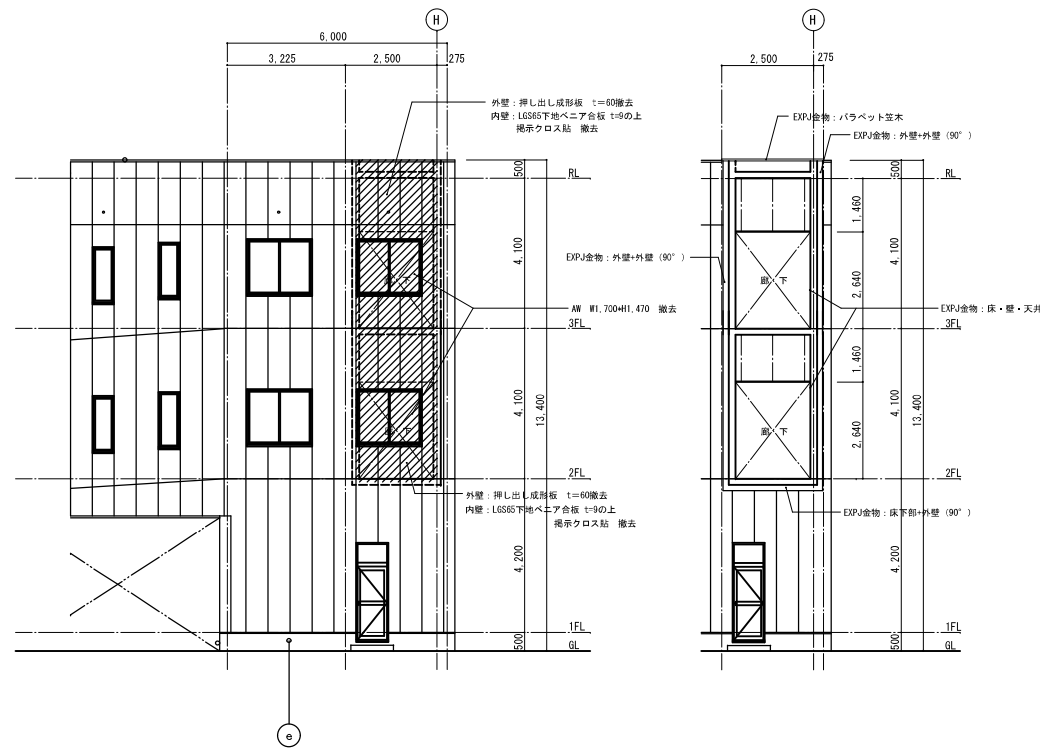 H
6,000
3,225
2,500
275
外壁：押し出し成形板　t＝60撤去
内壁：LGS65下地ベニア合板 t=9の上
掲示クロス貼　撤去
500
RL
4,100
廊　下
AW　W1,700*H1,470　撤去
3FL
4,100
13,400
廊　下
2FL
外壁：押し出し成形板　t＝60撤去
内壁：LGS65下地ベニア合板 t=9の上
掲示クロス貼　撤去
4,200
1FL
500
GL
e
H
2,500
275
EXPJ金物：パラペット笠木
EXPJ金物：外壁+外壁（90°）
500
RL
1,460
4,100
EXPJ金物：外壁+外壁（90°）
廊　下
2,640
EXPJ金物：床・壁・天井
3FL
1,460
4,100
13,400
廊　下
2,640
2FL
EXPJ金物：床下部+外壁（90°）
4,200
1FL
500
GL